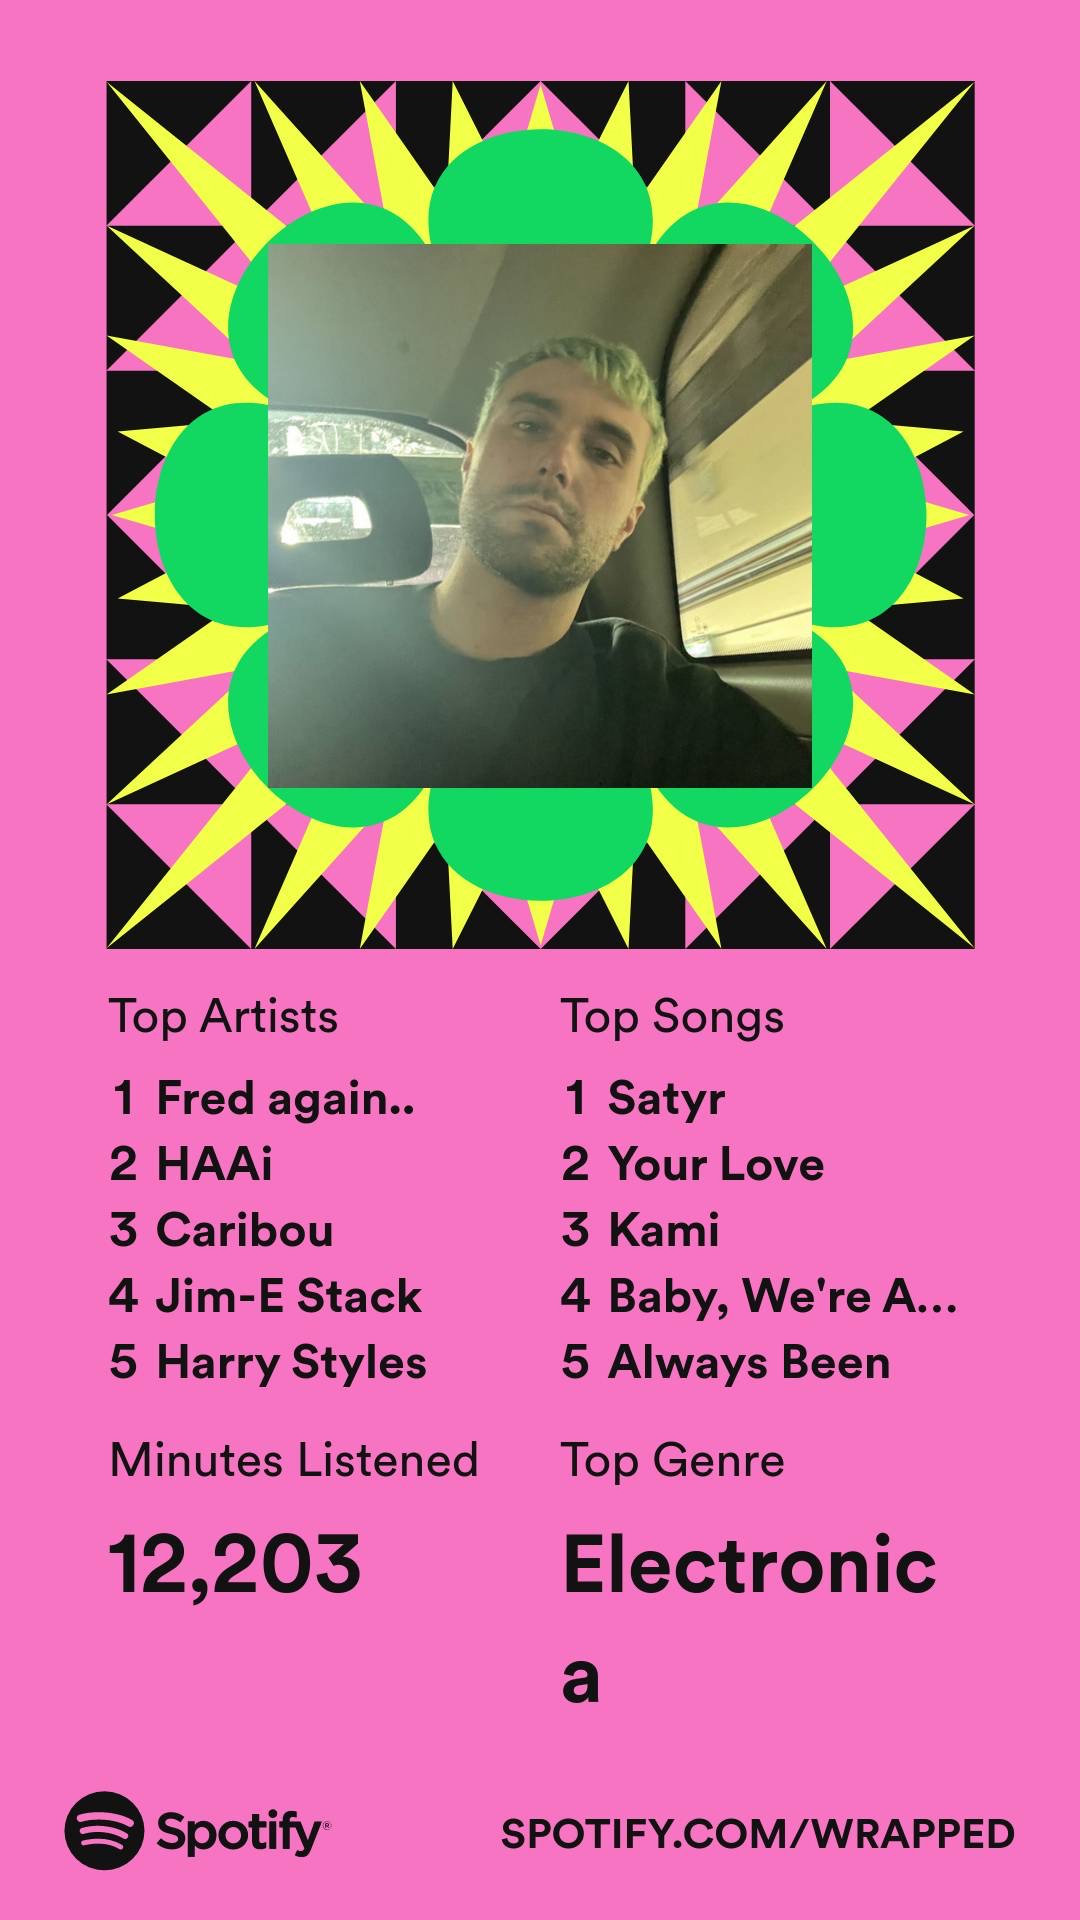 Top Artists
1 Fred again..
2 HAAi
3 Caribou
4 Jim-E Stack
5 Harry Styles
Top Songs
1 Satyr
2 Your Love
3 Kami
4 Baby, We're A...
5 Always Been
Minutes Listened
12,203
Top Genre
Electronic
a
Spotify®
SPOTIFY.COM/WRAPPED